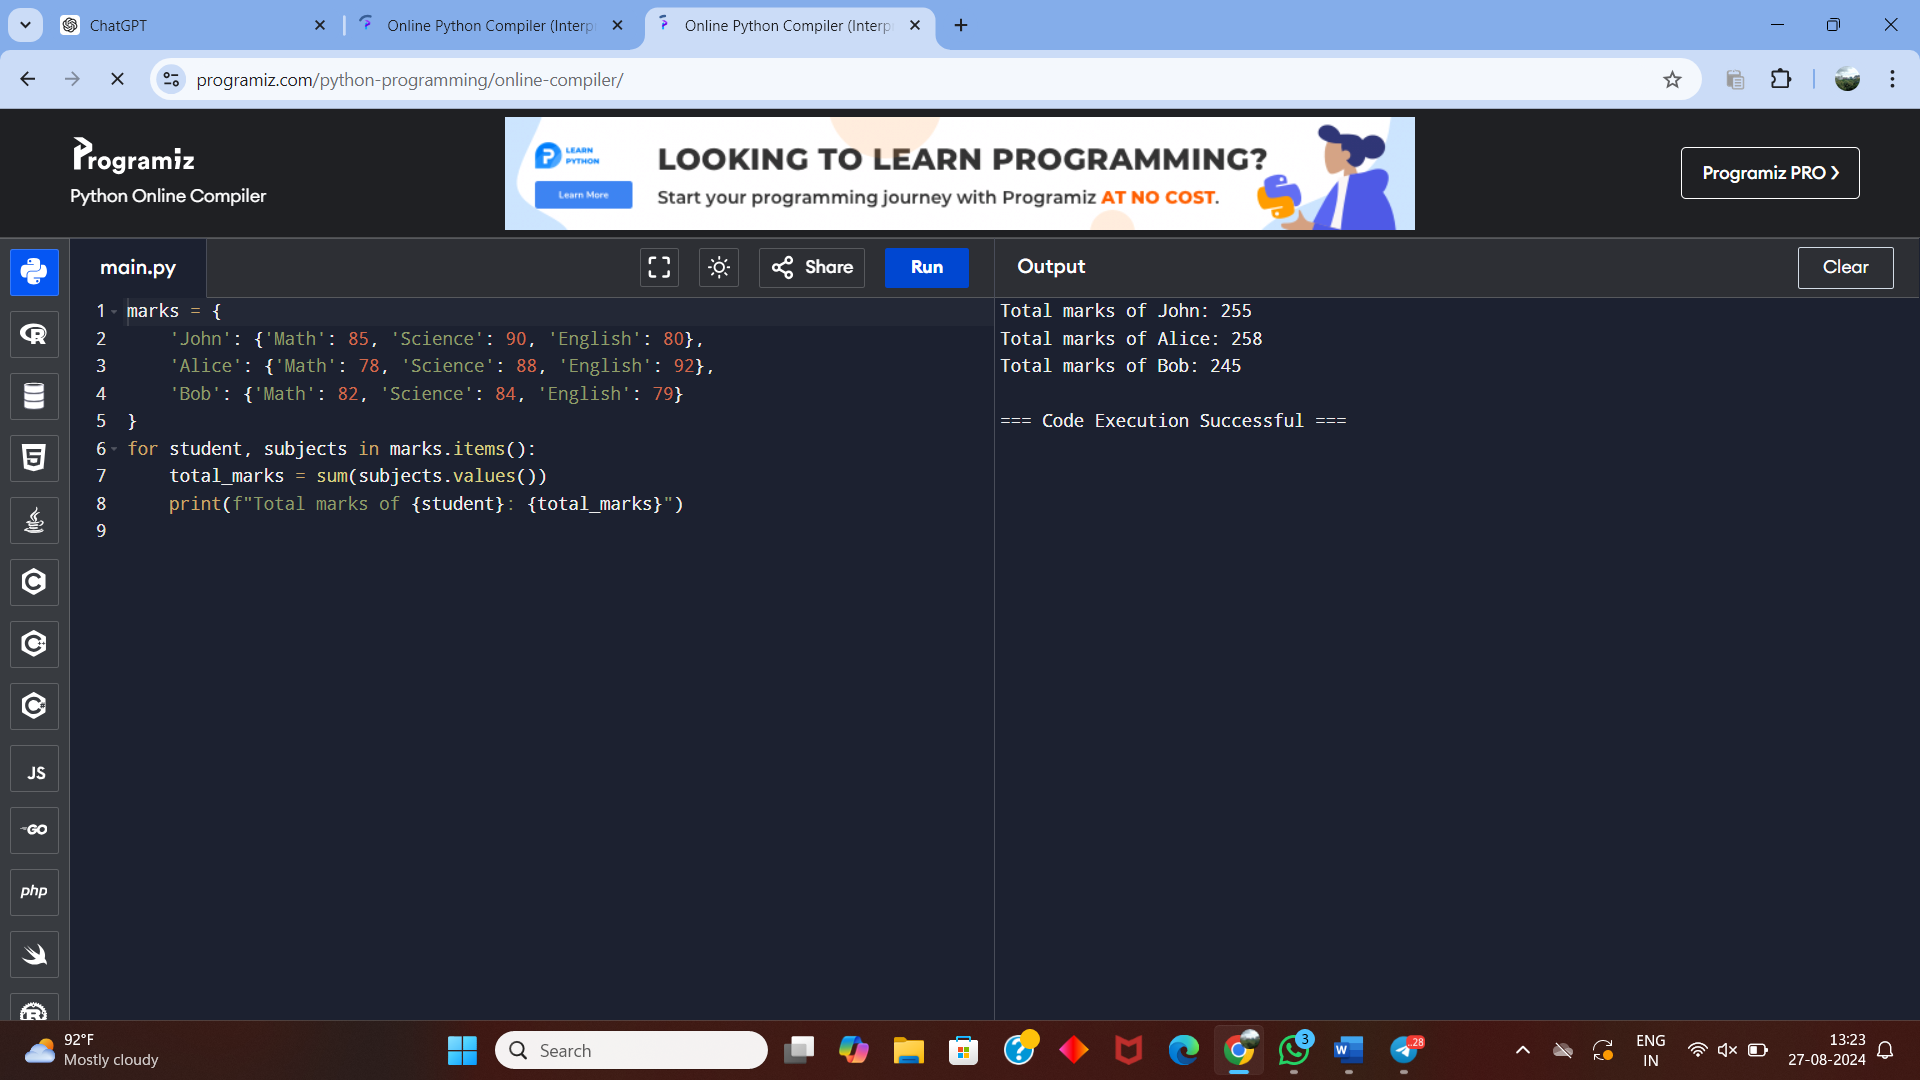 ChatGPT
Online Python Compiler (Interp
Online Python Compiler (Interp
programiz.com/python-programming/online-compiler/
Programiz
Python Online Compiler
LEARN
PYTHON
Learn More
LOOKING TO LEARN PROGRAMMING?
Start your programming journey with Programiz AT NO COST.
Programiz PRO ❯
main.py
Share
Run
Output
Clear
1 marks = {
2     'John': {'Math': 85, 'Science': 90, 'English': 80},
3     'Alice': {'Math': 78, 'Science': 88, 'English': 92},
4     'Bob': {'Math': 82, 'Science': 84, 'English': 79}
5 }
6 for student, subjects in marks.items():
7     total_marks = sum(subjects.values())
8     print(f"Total marks of {student}: {total_marks}")
9
Total marks of John: 255
Total marks of Alice: 258
Total marks of Bob: 245
=== Code Execution Successful ===
R
5
C
C
C
JS
GO
php
R
92°F
Mostly cloudy
Search
3
W
28
ENG
IN
13:23
27-08-2024